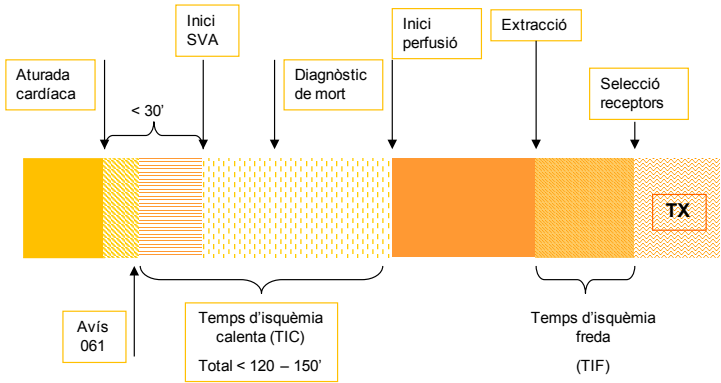 Inici
SVA
Inici
perfusió
Extracció
Aturada
cardíaca
Diagnòstic
de mort
Selecció
receptors
< 30’
TX
Avís
061
Temps d’isquèmia
calenta (TIC)
Total < 120 – 150’
Temps d’isquèmia
freda
(TIF)